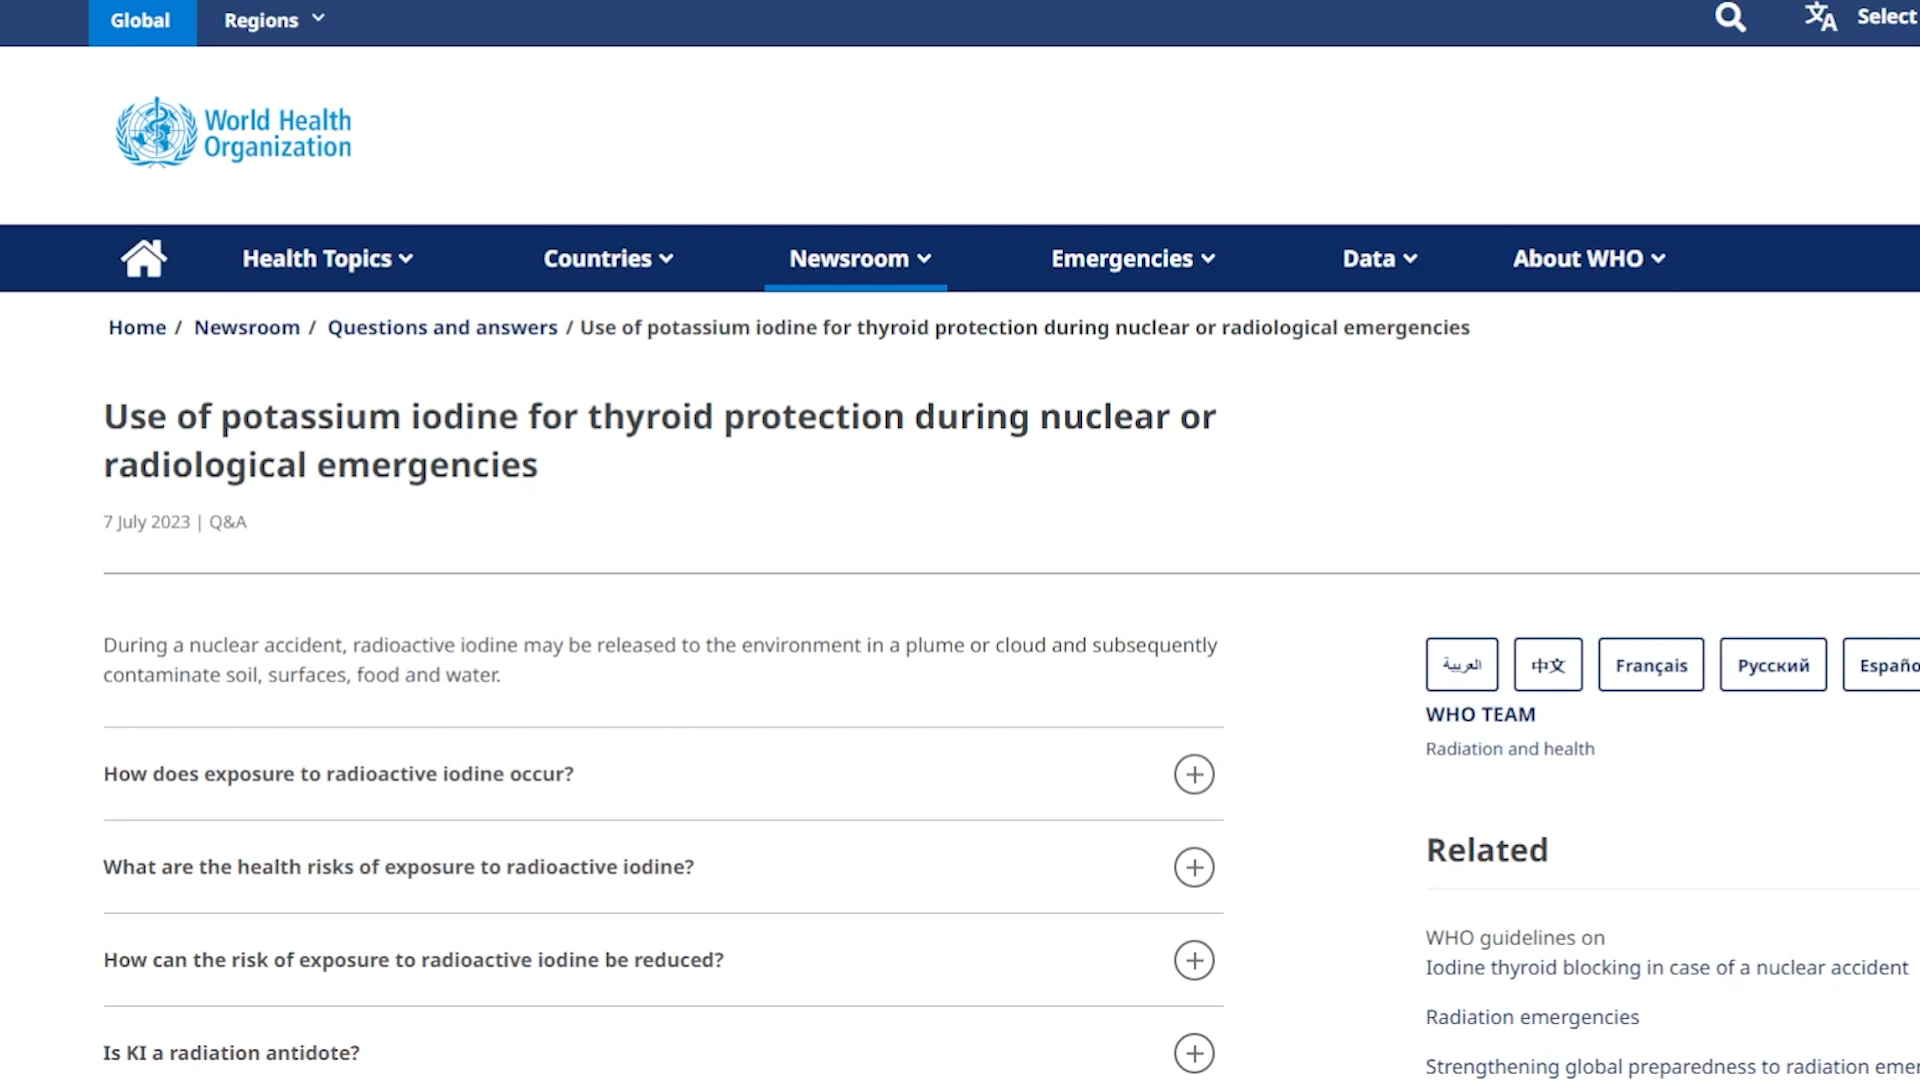 Global
Regions
Select
World Health
Organization
Health Topics
Countries
Newsroom
Emergencies
Data
About WHO
Home / Newsroom / Questions and answers / Use of potassium iodine for thyroid protection during nuclear or radiological emergencies
Use of potassium iodine for thyroid protection during nuclear or
radiological emergencies
7 July 2023 | Q&A
During a nuclear accident, radioactive iodine may be released to the environment in a plume or cloud and subsequently
contaminate soil, surfaces, food and water.
How does exposure to radioactive iodine occur?
What are the health risks of exposure to radioactive iodine?
How can the risk of exposure to radioactive iodine be reduced?
Is KI a radiation antidote?
العربية
中文
Français
Русский
Españo
WHO TEAM
Radiation and health
Related
WHO guidelines on
Iodine thyroid blocking in case of a nuclear accident
Radiation emergencies
Strengthening global preparedness to radiation emer